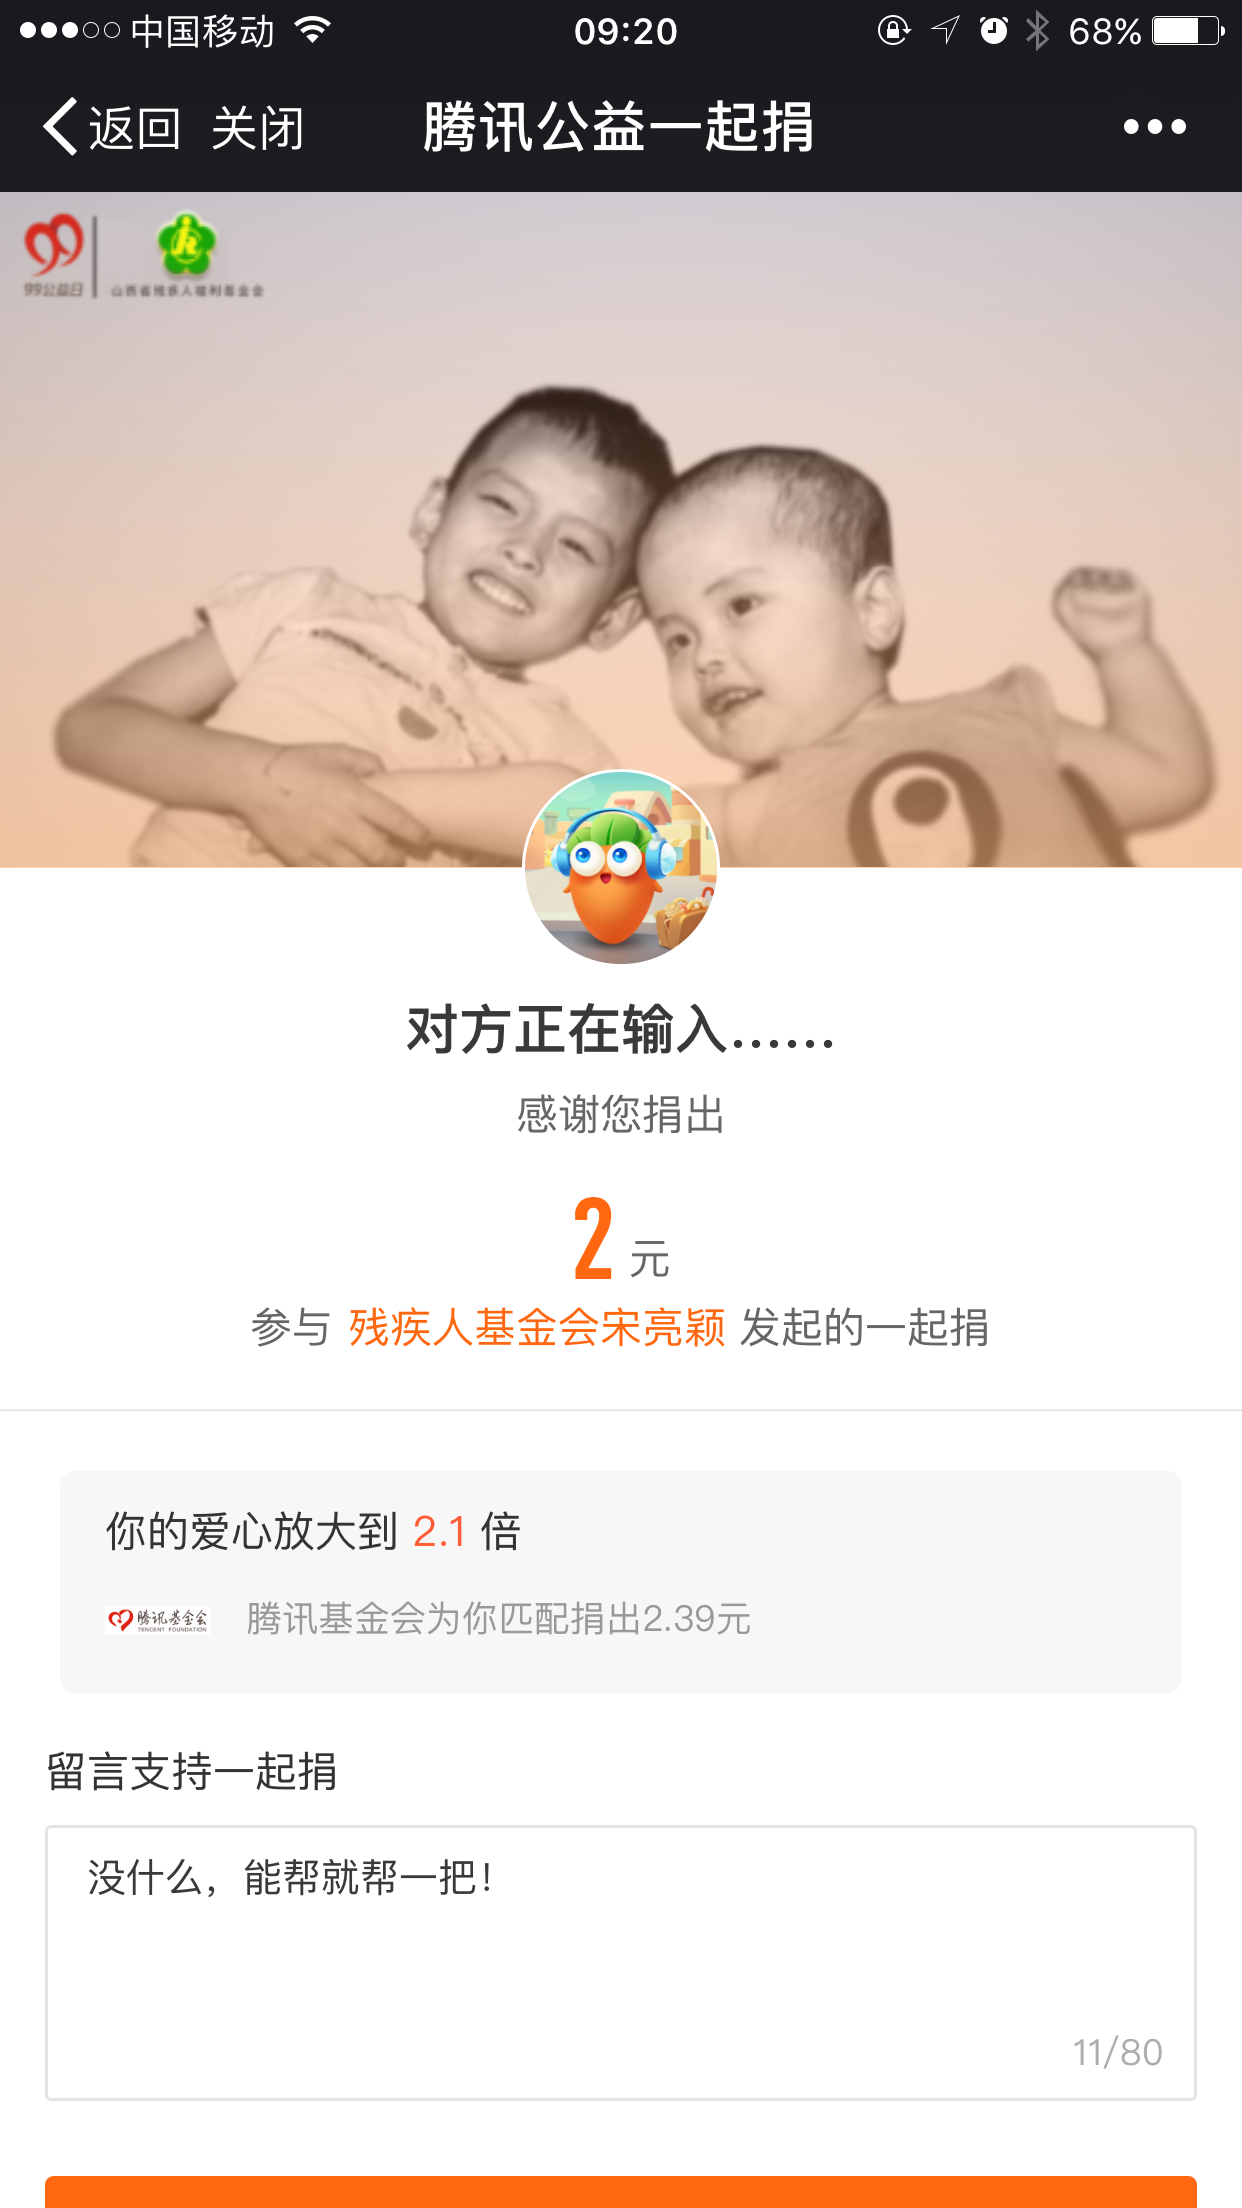 中国移动 09:20 68%
返回 关闭 腾讯公益一起捐
99公益日 山西省残疾人福利基金会
对方正在输入......
感谢您捐出
2 元
参与 残疾人基金会宋亮颖 发起的一起捐
你的爱心放大到 2.1 倍
腾讯基金会 腾讯基金会为你匹配捐出2.39元
TENCENT FOUNDATION
留言支持一起捐
没什么，能帮就帮一把！
11/80